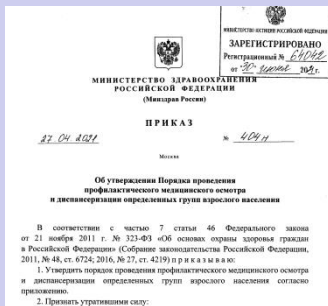 МИНИСТЕРСТВО ЮСТИЦИИ РОССИЙСКОЙ ФЕДЕРАЦИИ
ЗАРЕГИСТРИРОВАНО
Регистрационный № 64042
от "30" июня 2021 г.
МИНИСТЕРСТВО ЗДРАВООХРАНЕНИЯ
РОССИЙСКОЙ ФЕДЕРАЦИИ
(Минздрав России)
ПРИКАЗ
27.04.2021 № 404н
Москва
Об утверждении Порядка проведения
профилактического медицинского осмотра
и диспансеризации определенных групп взрослого населения
В соответствии с частью 7 статьи 46 Федерального закона
от 21 ноября 2011 г. № 323-ФЗ «Об основах охраны здоровья граждан
в Российской Федерации» (Собрание законодательства Российской Федерации,
2011, № 48, ст. 6724; 2016, № 27, ст. 4219) п р и к а з ы в а ю:
1. Утвердить порядок проведения профилактического медицинского осмотра
и диспансеризации определенных групп взрослого населения согласно
приложению.
2. Признать утратившими силу: